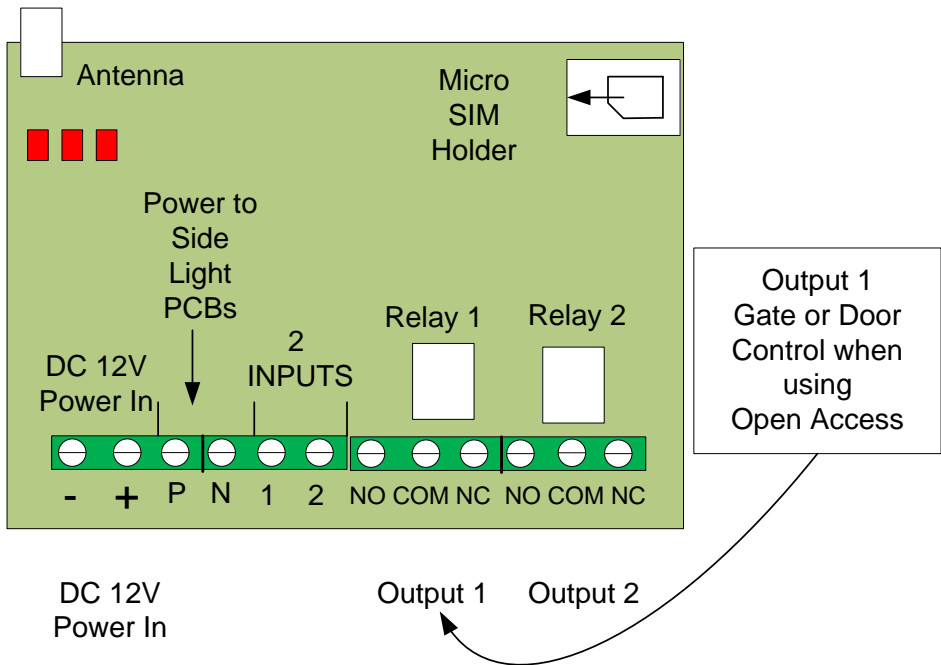 Antenna
Micro
SIM
Holder
Power to
Side
Light
PCBs
DC 12V
Power In
2
INPUTS
Relay 1
Relay 2
- + P N 1 2 NO COM NC NO COM NC
DC 12V
Power In
Output 1
Output 2
Output 1
Gate or Door
Control when
using
Open Access